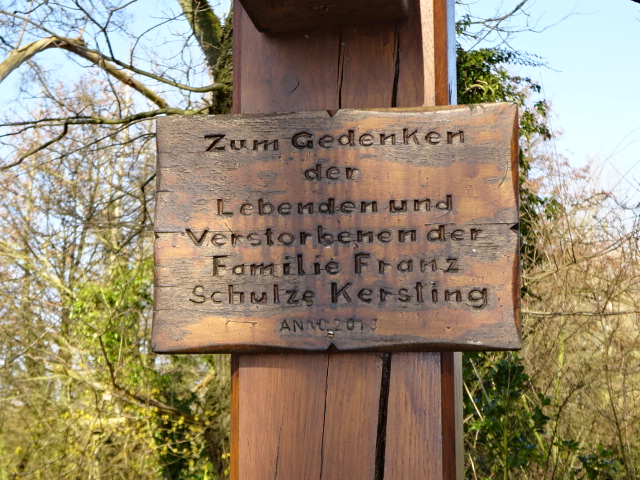 Zum Gedenken
der
Lebenden und
Verstorbenen der
Familie Franz
Schulze Kersting
ANNO 2013